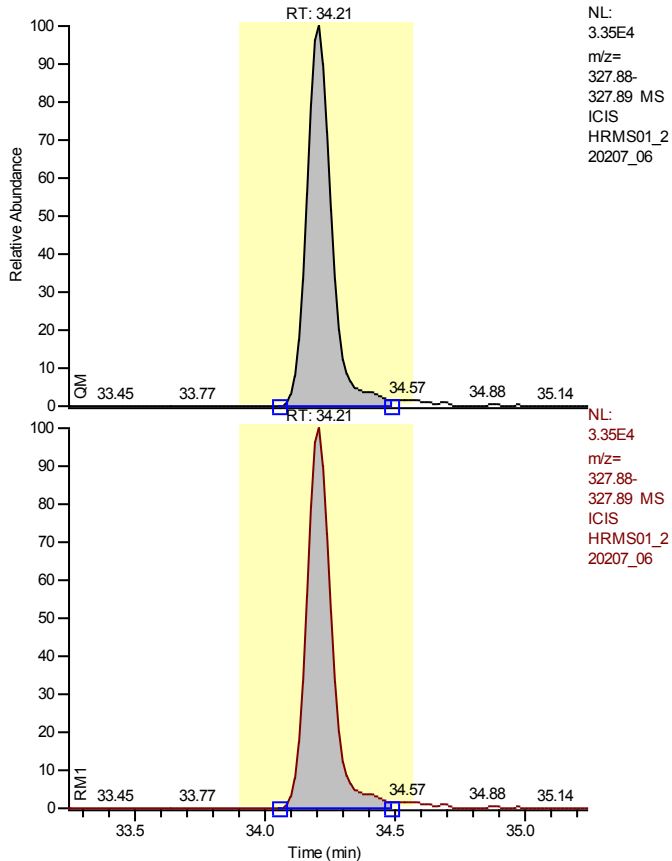 RT: 34.21
NL:
3.35E4
m/z=
327.88-
327.89 MS
ICIS
HRMS01_2
20207_06
100
90
80
70
60
50
40
30
20
10
0
Relative Abundance
QM
33.45 33.77 34.57 34.88 35.14
RT: 34.21
NL:
3.35E4
m/z=
327.88-
327.89 MS
ICIS
HRMS01_2
20207_06
100
90
80
70
60
50
40
30
20
10
0
RM1
33.45 33.77 34.57 34.88 35.14
33.5 34.0 34.5 35.0
Time (min)